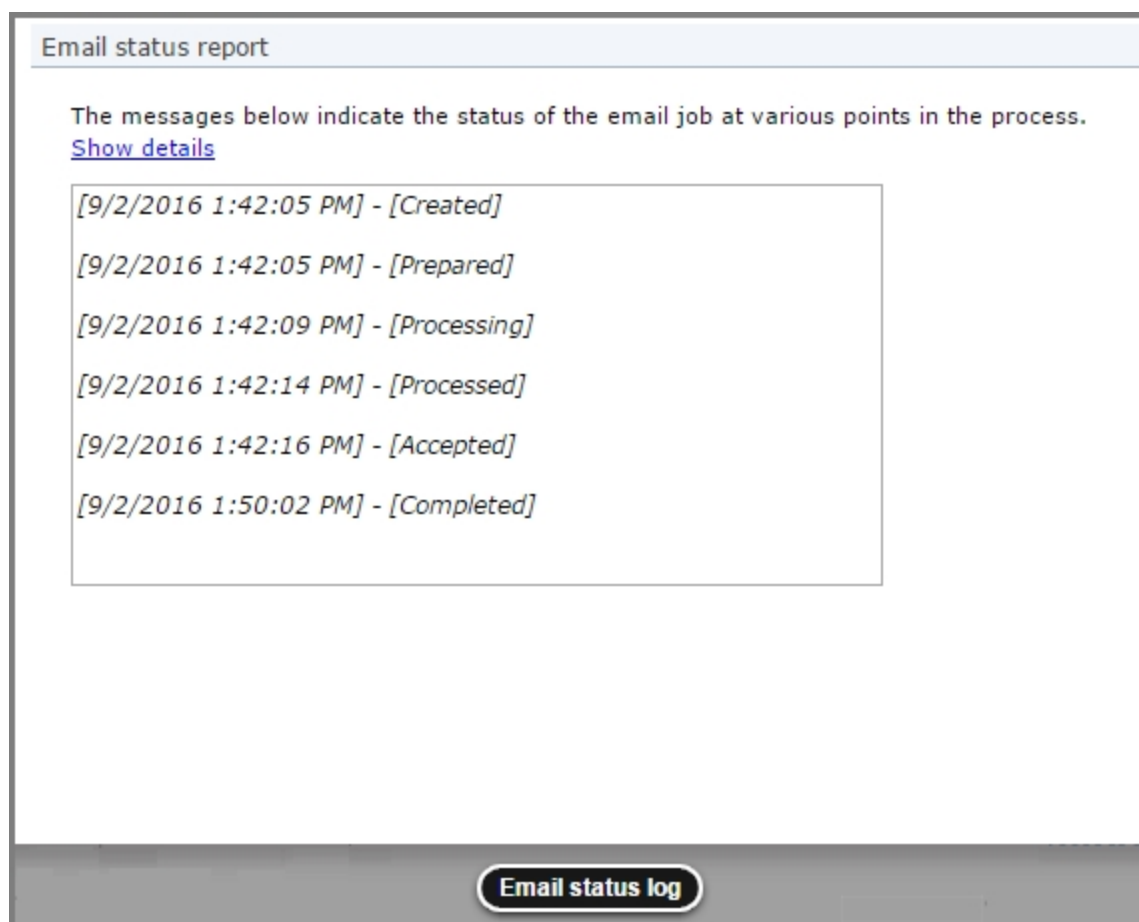 Email status report
The messages below indicate the status of the email job at various points in the process.
Show details
[9/2/2016 1:42:05 PM] - [Created]
[9/2/2016 1:42:05 PM] - [Prepared]
[9/2/2016 1:42:09 PM] - [Processing]
[9/2/2016 1:42:14 PM] - [Processed]
[9/2/2016 1:42:16 PM] - [Accepted]
[9/2/2016 1:50:02 PM] - [Completed]
Email status log